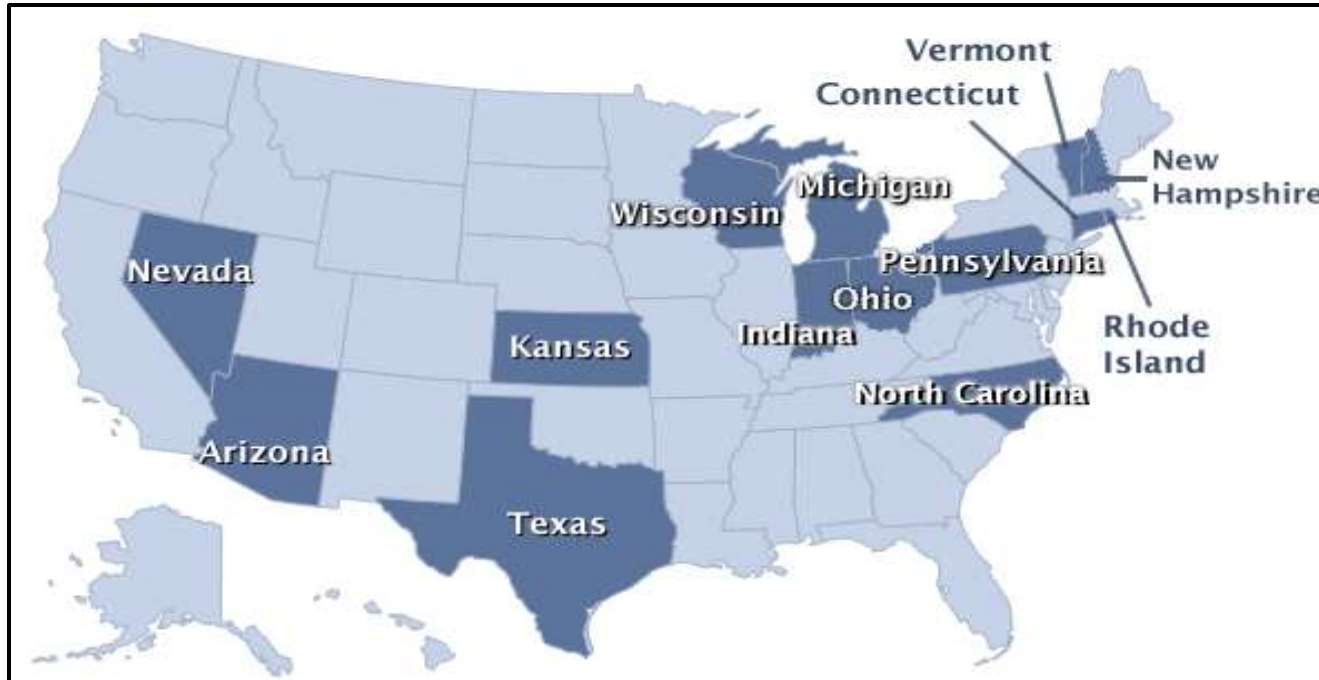 Vermont
Connecticut
New
Hampshire
Michigan
Wisconsin
Nevada
Pennsylvania
Ohio
Indiana
Kansas
Rhode
Island
North Carolina
Arizona
Texas